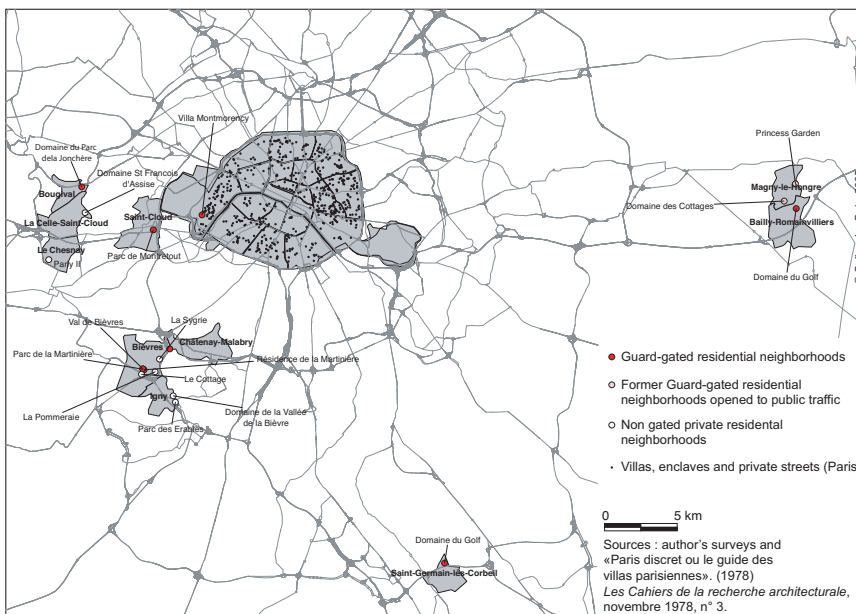 Villa Montmorency
Domaine du Parc
dela Jonchère
Domaine St François
d'Assise
Bougival
La Celle-Saint-Cloud
Saint-Cloud
Le Chesnay
Parly II
Parc de Montretout
Princess Garden
Magny-le-Hongre
Domaine des Cottages
Bailly-Romainvilliers
Domaine du Golf
Val de Bièvres
La Sygrie
Bièvres
Châtenay-Malabry
Parc de la Martinière
Résidence de la Martinière
Le Cottage
La Pommeraie
Igny
Domaine de la Vallée
de la Bièvre
Parc des Erables
Domaine du Golf
Saint-Germain-lès-Corbeil
Guard-gated residential neighborhoods
Former Guard-gated residential
neighborhoods opened to public traffic
Non gated private residental
neighborhoods
Villas, enclaves and private streets (Paris
0 5 km
Sources : author's surveys and
«Paris discret ou le guide des
villas parisiennes». (1978)
Les Cahiers de la recherche architecturale,
novembre 1978, n° 3.